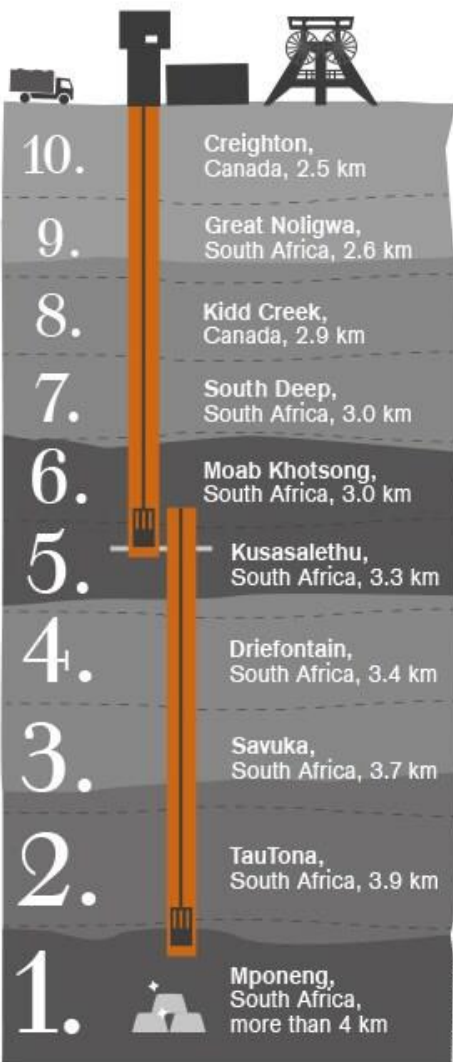 10.
Creighton,
Canada, 2.5 km
9.
Great Noligwa,
South Africa, 2.6 km
8.
Kidd Creek,
Canada, 2.9 km
7.
South Deep,
South Africa, 3.0 km
6.
Moab Khotsong,
South Africa, 3.0 km
5.
Kusasalethu,
South Africa, 3.3 km
4.
Driefontain,
South Africa, 3.4 km
3.
Savuka,
South Africa, 3.7 km
2.
TauTona,
South Africa, 3.9 km
1.
Mponeng,
South Africa,
more than 4 km